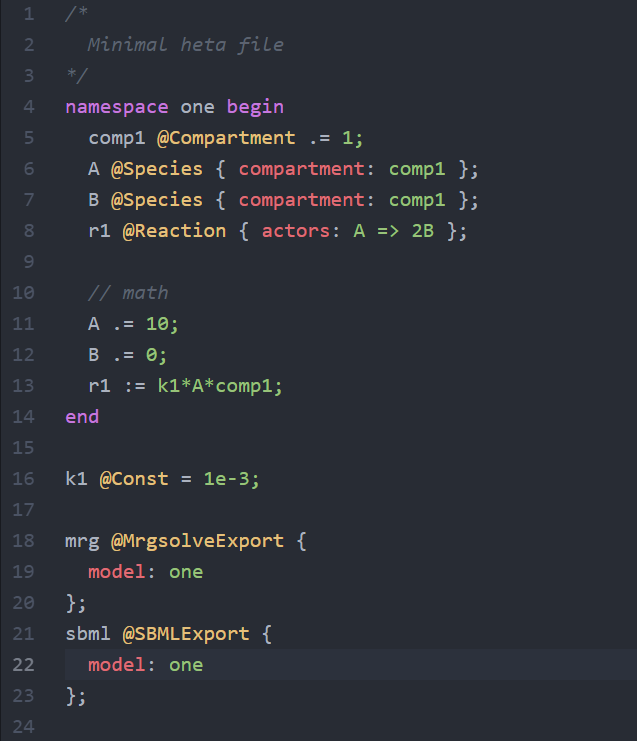 1 /*
2 Minimal heta file
3 */
4 namespace one begin
5 comp1 @Compartment .= 1;
6 A @Species { compartment: comp1 };
7 B @Species { compartment: comp1 };
8 r1 @Reaction { actors: A => 2B };
9
10 // math
11 A .= 10;
12 B .= 0;
13 r1 := k1*A*comp1;
14 end
15
16 k1 @Const = 1e-3;
17
18 mrg @MrgsolveExport {
19 model: one
20 };
21 sbml @SBMLExport {
22 model: one
23 };
24